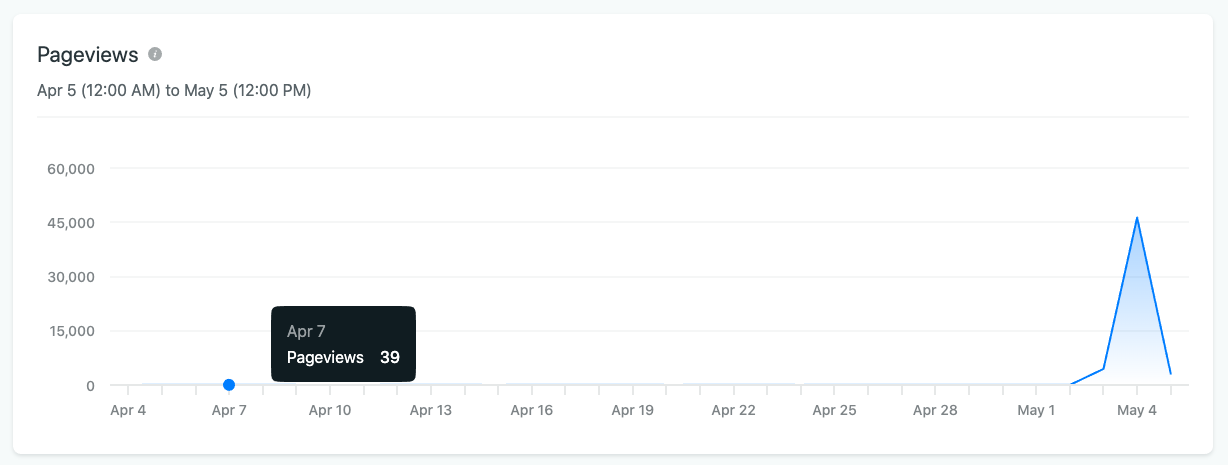 Pageviews
Apr 5 (12:00 AM) to May 5 (12:00 PM)
60,000
45,000
30,000
15,000
0
Apr 7
Pageviews 39
Apr 4 Apr 7 Apr 10 Apr 13 Apr 16 Apr 19 Apr 22 Apr 25 Apr 28 May 1 May 4